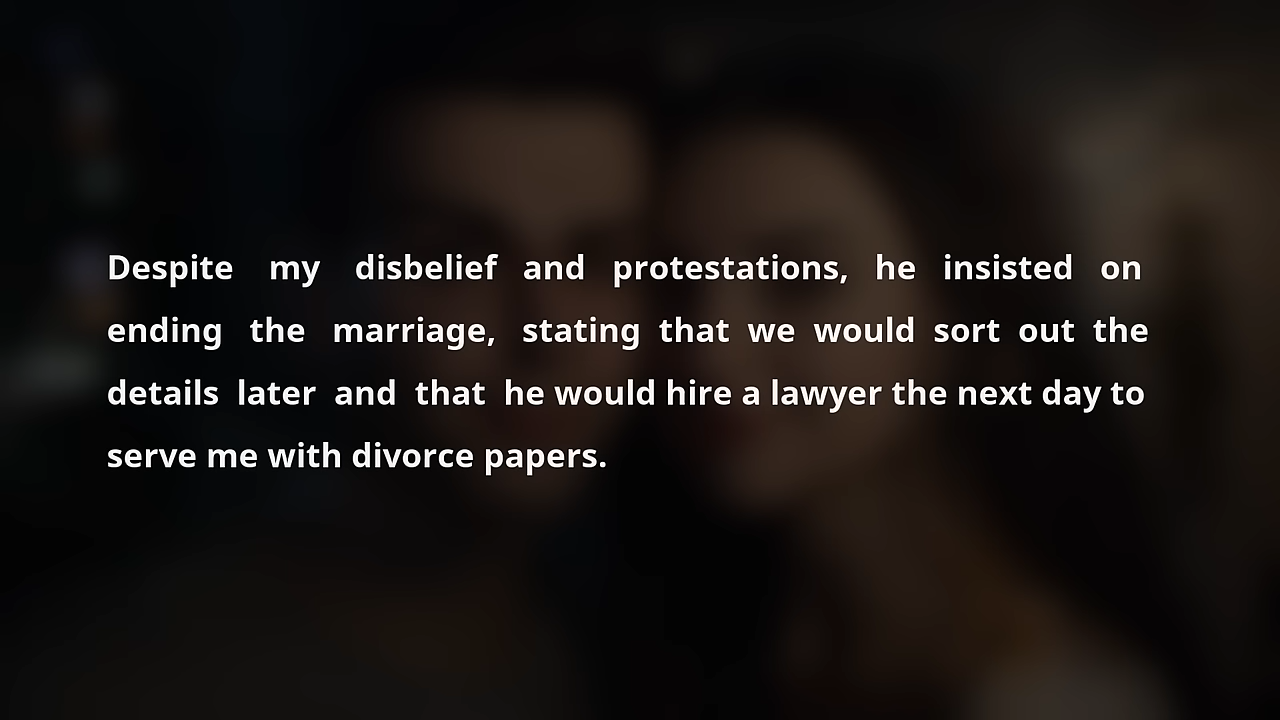 Despite my disbelief and protestations, he insisted on
ending the marriage, stating that we would sort out the
details later and that he would hire a lawyer the next day to
serve me with divorce papers.